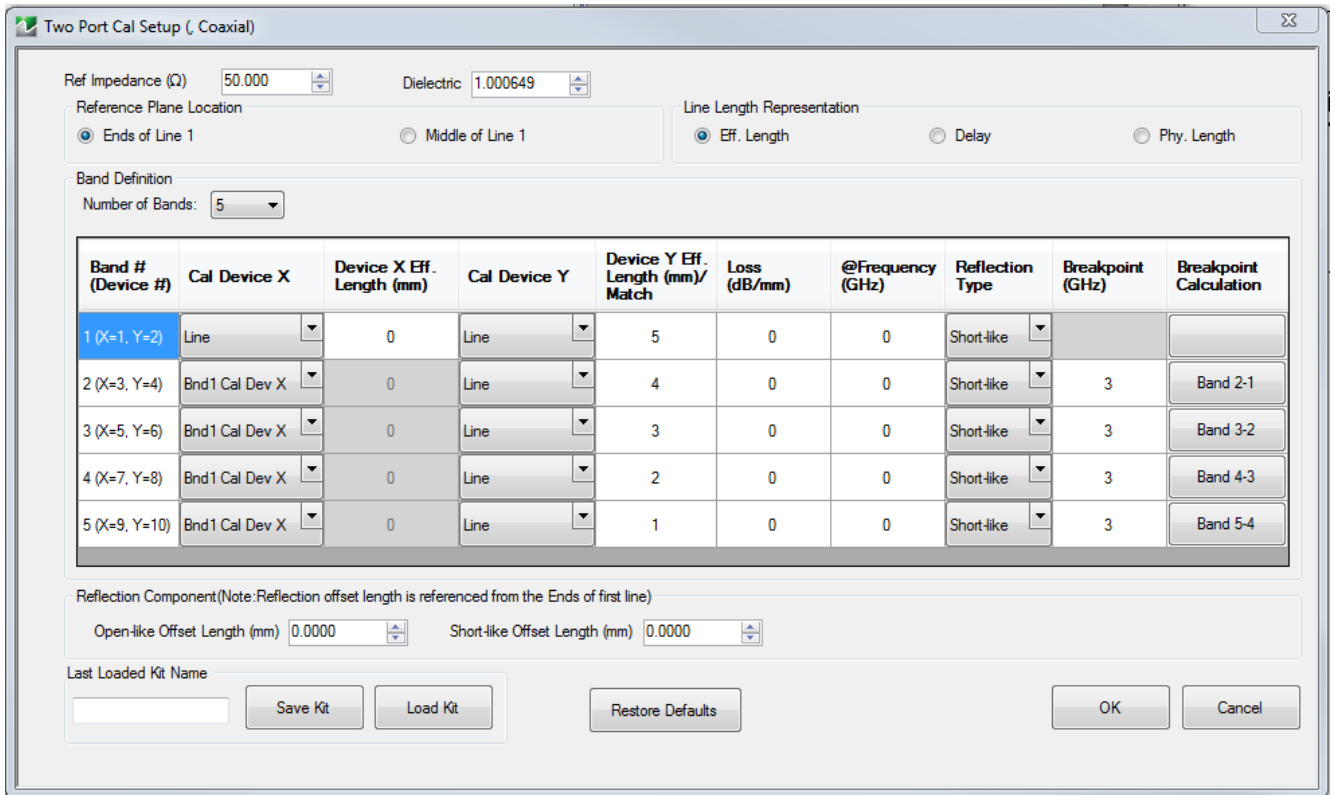 Two Port Cal Setup (, Coaxial)
Ref Impedance (Ω) 50.000 Dielectric 1.000649
Reference Plane Location Line Length Representation
Ends of Line 1 Middle of Line 1 Eff. Length Delay Phy. Length
Band Definition
Number of Bands: 5
Band # (Device #) Cal Device X Device X Eff. Length (mm) Cal Device Y Device Y Eff. Length (mm)/ Match Loss (dB/mm) @Frequency (GHz) Reflection Type Breakpoint (GHz) Breakpoint Calculation
1 (X=1, Y=2) Line 0 Line 5 0 0 Short-like
2 (X=3, Y=4) Bnd1 Cal Dev X 0 Line 4 0 0 Short-like 3 Band 2-1
3 (X=5, Y=6) Bnd1 Cal Dev X 0 Line 3 0 0 Short-like 3 Band 3-2
4 (X=7, Y=8) Bnd1 Cal Dev X 0 Line 2 0 0 Short-like 3 Band 4-3
5 (X=9, Y=10) Bnd1 Cal Dev X 0 Line 1 0 0 Short-like 3 Band 5-4
Reflection Component(Note:Reflection offset length is referenced from the Ends of first line)
Open-like Offset Length (mm) 0.0000 Short-like Offset Length (mm) 0.0000
Last Loaded Kit Name
Save Kit Load Kit Restore Defaults OK Cancel